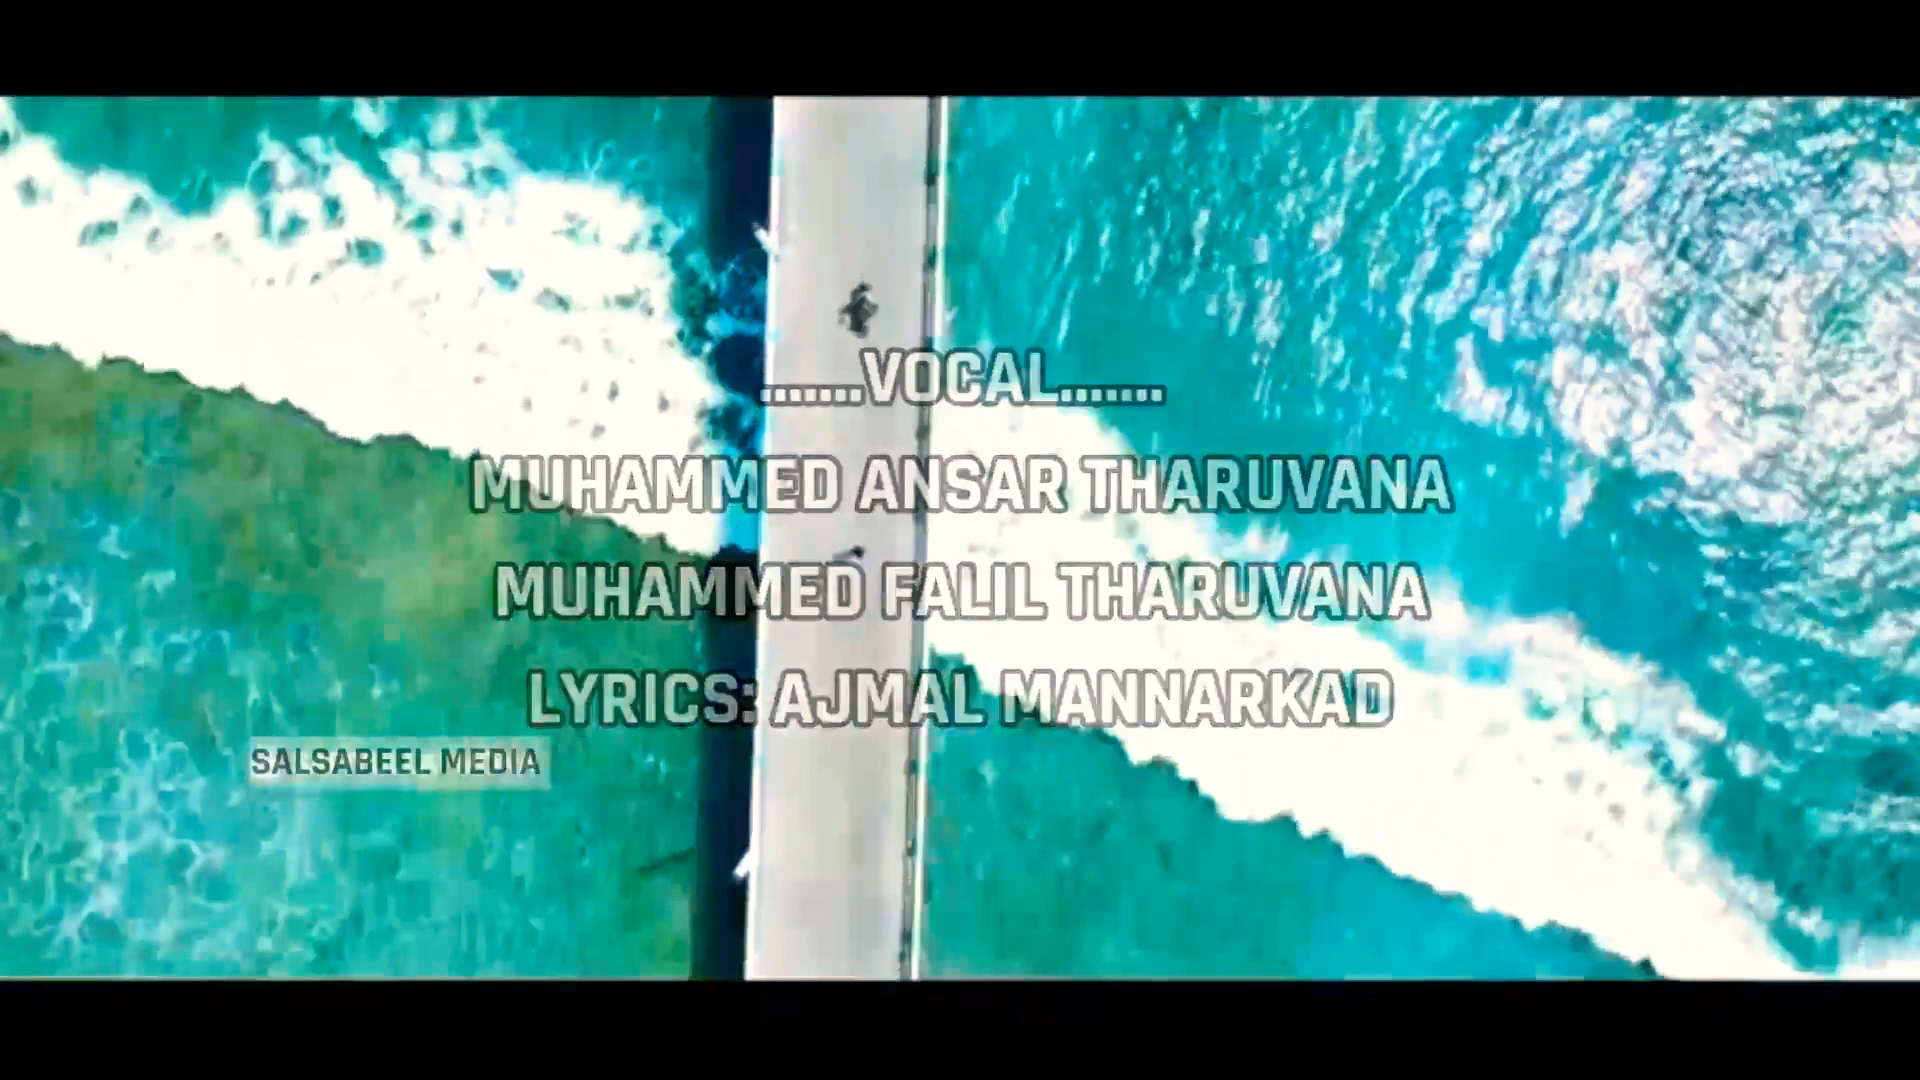 .......VOCAL.......
MUHAMMED ANSAR THARUVANA
MUHAMMED FALIL THARUVANA
LYRICS: AJMAL MANNARKAD
SALSABEEL MEDIA